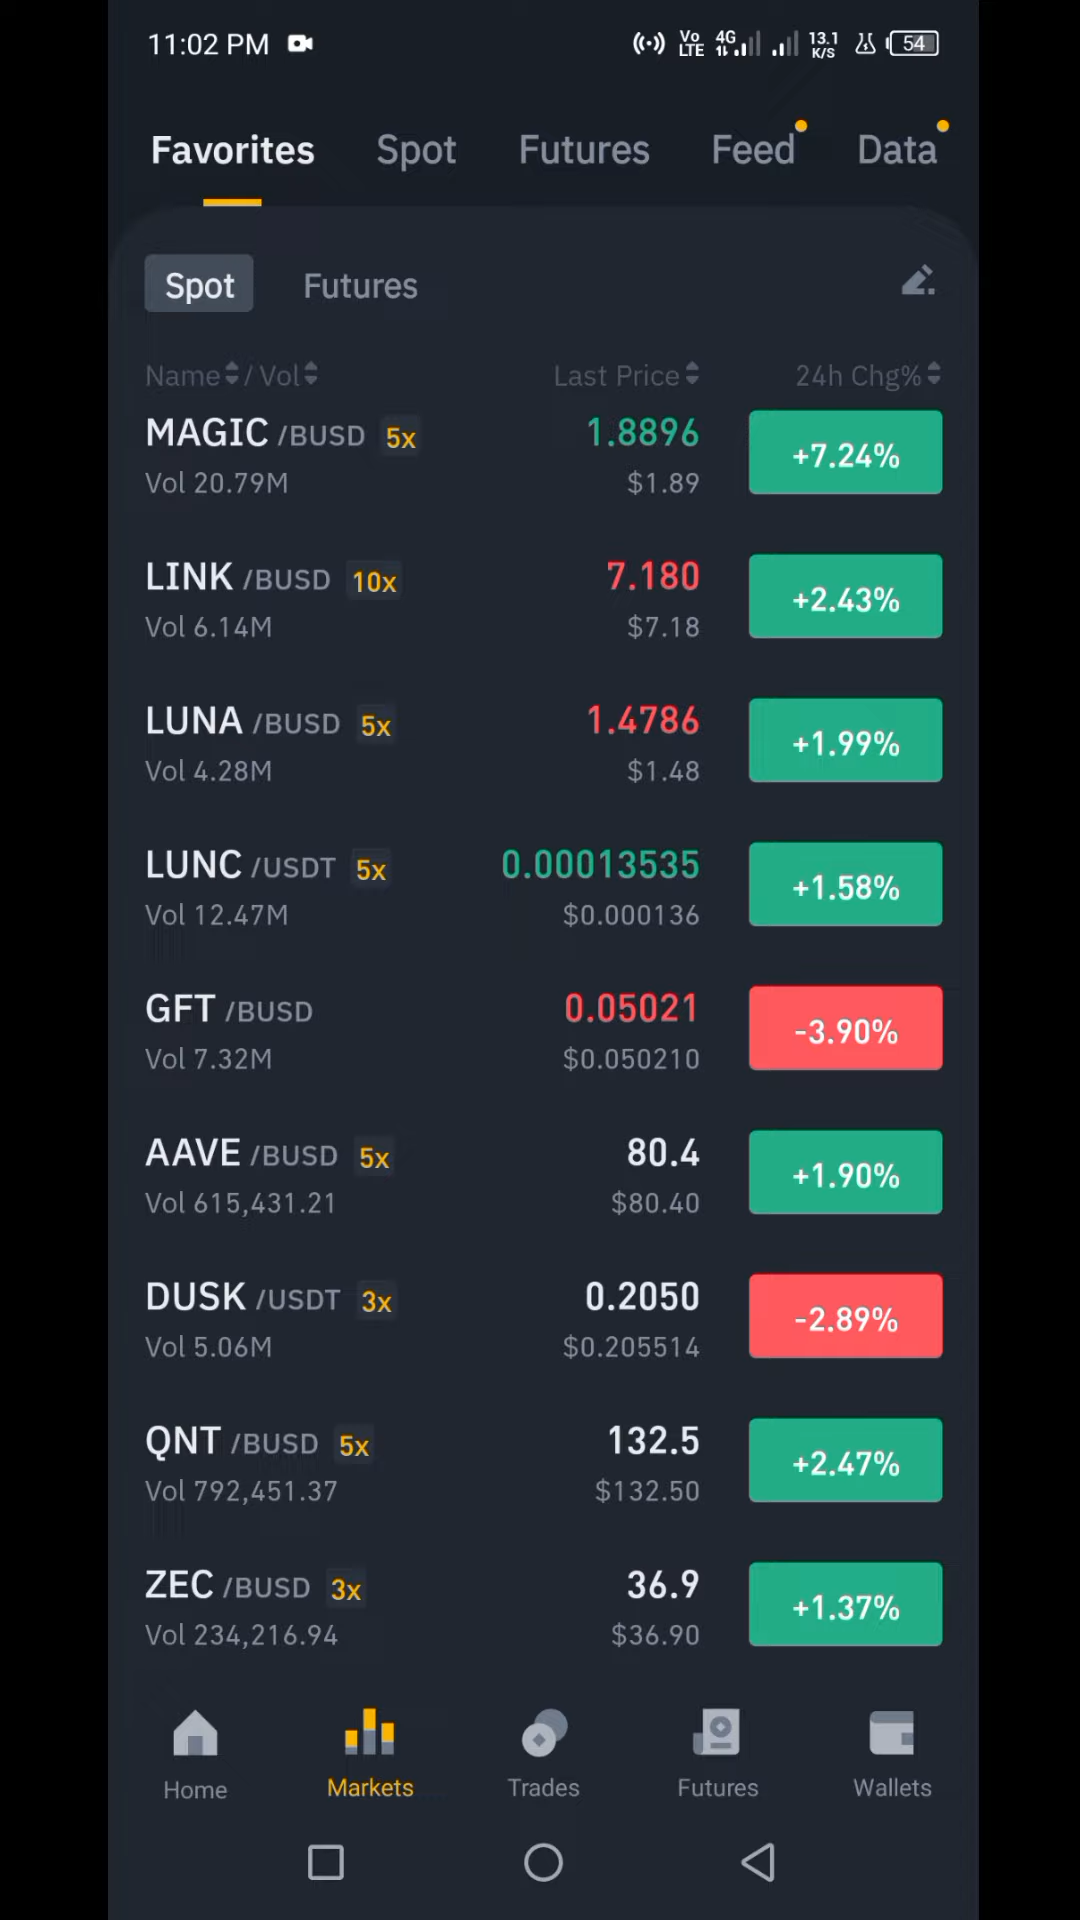 11:02 PM
Vo LTE 4G 13.1 K/S 54
Favorites Spot Futures Feed Data
Spot Futures
Name / Vol Last Price 24h Chg%
MAGIC /BUSD 5x 1.8896 +7.24%
Vol 20.79M $1.89
LINK /BUSD 10x 7.180 +2.43%
Vol 6.14M $7.18
LUNA /BUSD 5x 1.4786 +1.99%
Vol 4.28M $1.48
LUNC /USDT 5x 0.00013535 +1.58%
Vol 12.47M $0.000136
GFT /BUSD 0.05021 -3.90%
Vol 7.32M $0.050210
AAVE /BUSD 5x 80.4 +1.90%
Vol 615,431.21 $80.40
DUSK /USDT 3x 0.2050 -2.89%
Vol 5.06M $0.205514
QNT /BUSD 5x 132.5 +2.47%
Vol 792,451.37 $132.50
ZEC /BUSD 3x 36.9 +1.37%
Vol 234,216.94 $36.90
Home Markets Trades Futures Wallets